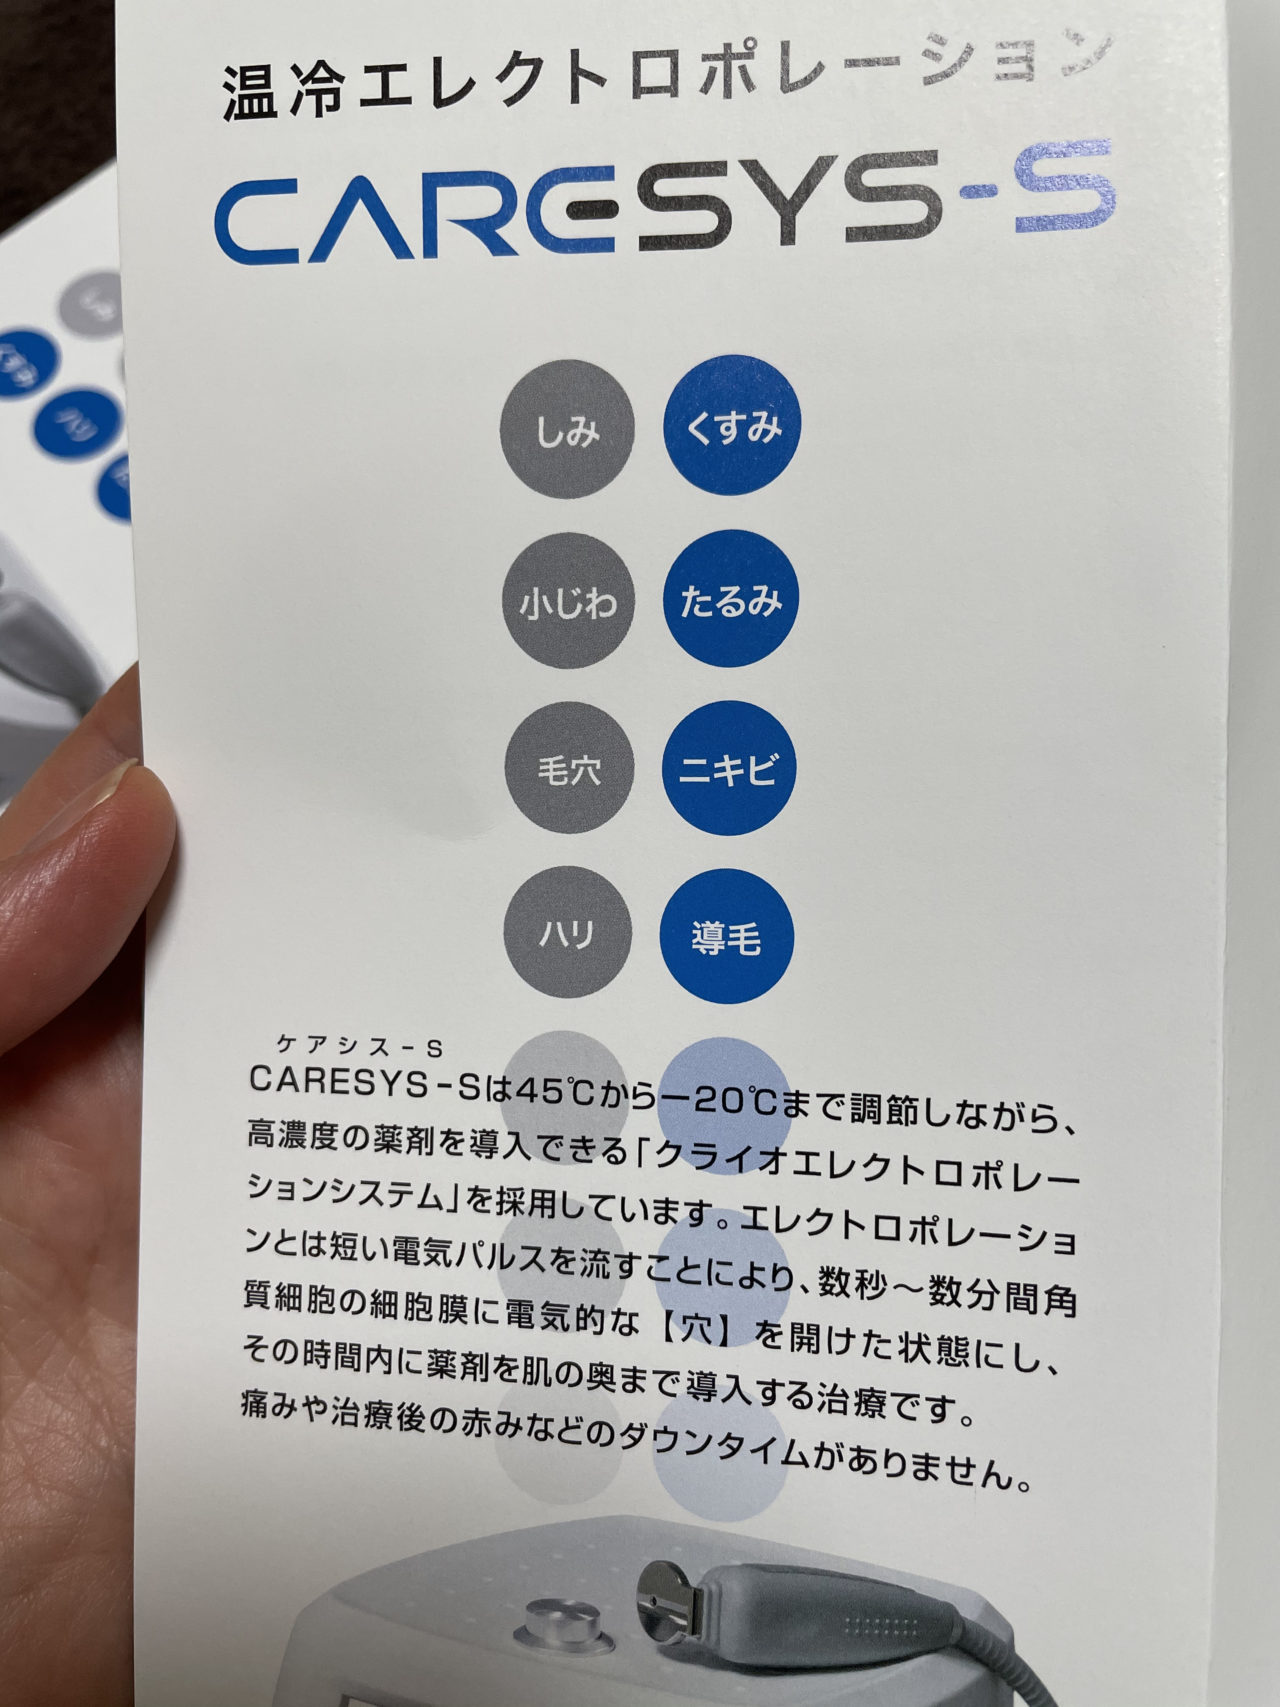 温冷エレクトロポレーション
CARESYS-S
しみ くすみ
小じわ たるみ
毛穴 ニキビ
ハリ 導毛
ケアシス-S
CARESYS-Sは45℃から−20℃まで調節しながら、
高濃度の薬剤を導入できる「クライオエレクトロポレー
ションシステム」を採用しています。エレクトロポレーショ
ンとは短い電気パルスを流すことにより、数秒〜数分間角
質細胞の細胞膜に電気的な【穴】を開けた状態にし、
その時間内に薬剤を肌の奥まで導入する治療です。
痛みや治療後の赤みなどのダウンタイムがありません。
しみ
くすみ
ハリ